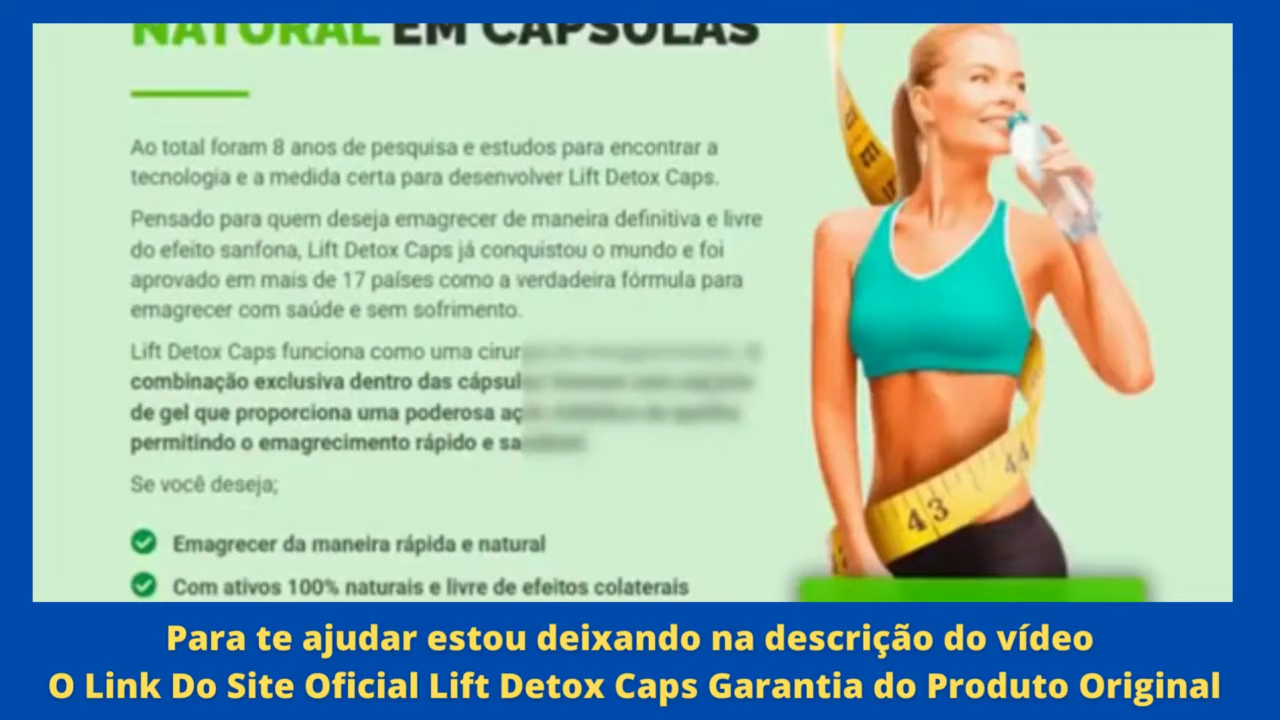 NATURAL EM CÁPSULAS
Ao total foram 8 anos de pesquisa e estudos para encontrar a
tecnologia e a medida certa para desenvolver Lift Detox Caps.
Pensado para quem deseja emagrecer de maneira definitiva e livre
do efeito sanfona, Lift Detox Caps já conquistou o mundo e foi
aprovado em mais de 17 países como a verdadeira fórmula para
emagrecer com saúde e sem sofrimento.
Lift Detox Caps funciona como uma
combinação exclusiva dentro das
de gel que proporciona uma poderosa
permitindo o emagrecimento rápido e
Se você deseja;
Emagrecer da maneira rápida e natural
Com ativos 100% naturais e livre de efeitos colaterais
43
44
Para te ajudar estou deixando na descrição do vídeo
O Link Do Site Oficial Lift Detox Caps Garantia do Produto Original